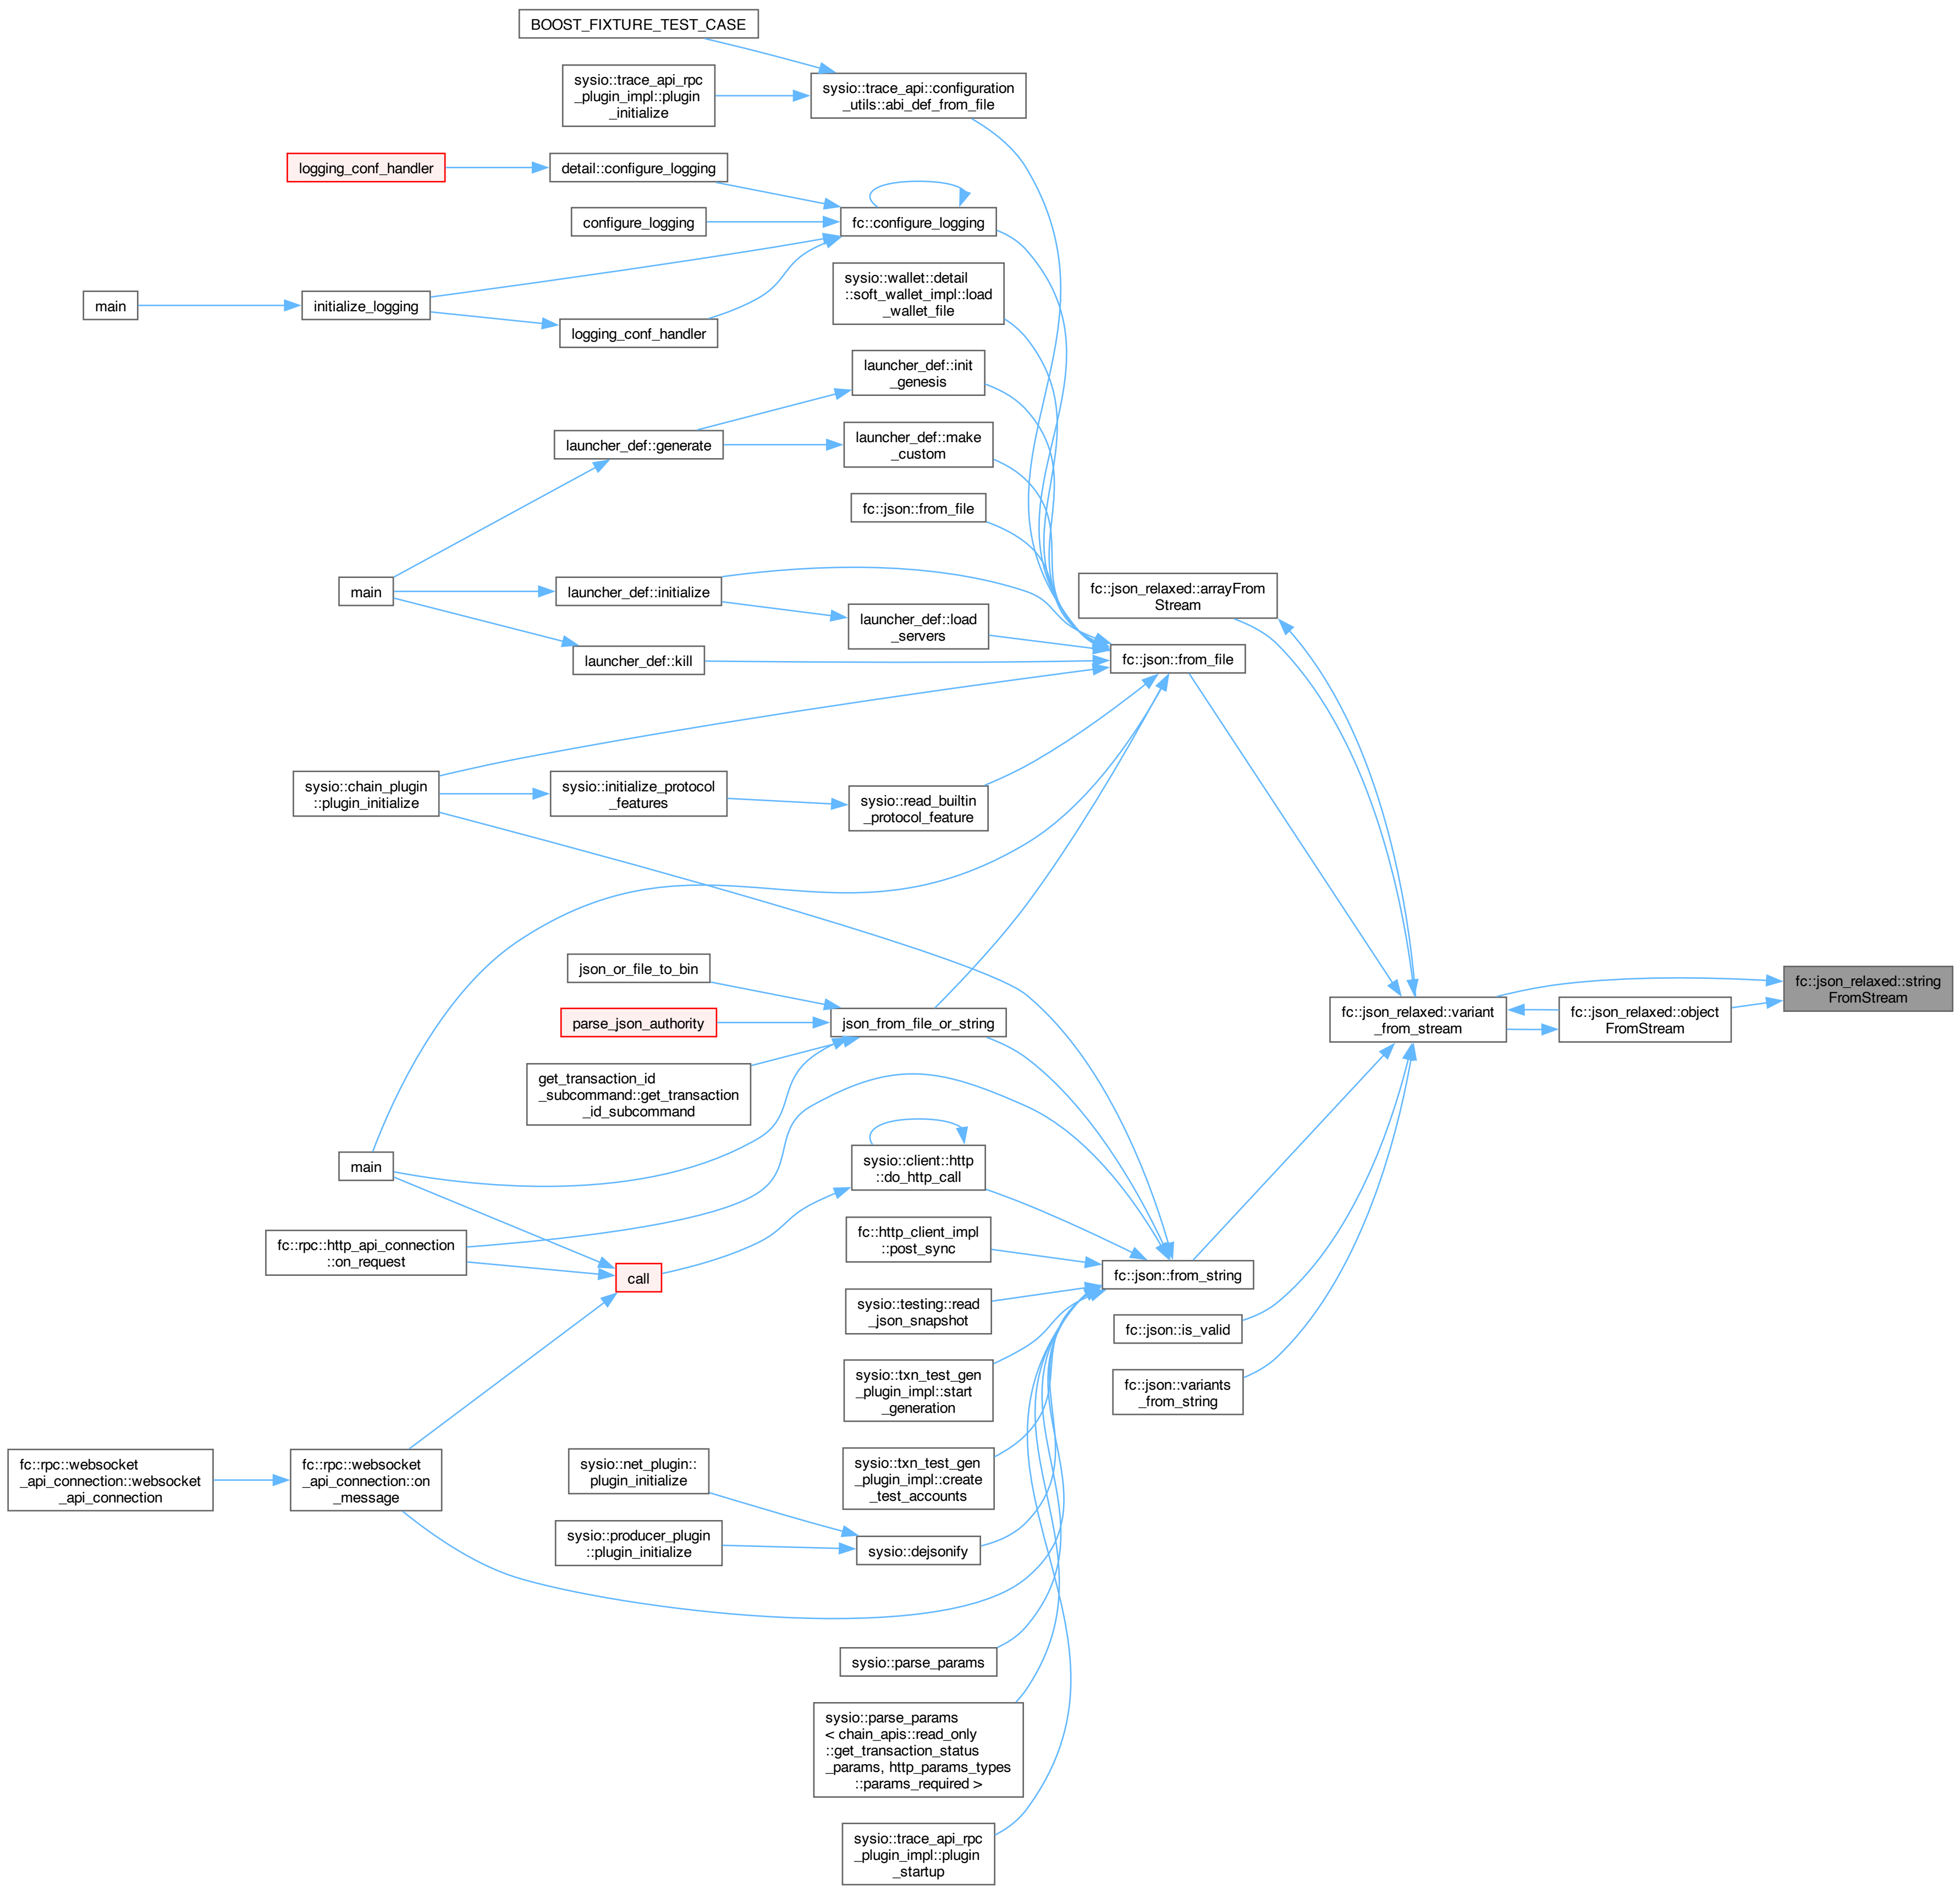 BOOST_FIXTURE_TEST_CASE
sysio::trace_api_rpc
_plugin_impl::plugin
_initialize
sysio::trace_api::configuration
_utils::abi_def_from_file
logging_conf_handler
detail::configure_logging
configure_logging
fc::configure_logging
sysio::wallet::detail
::soft_wallet_impl::load
_wallet_file
main
initialize_logging
logging_conf_handler
launcher_def::init
_genesis
launcher_def::generate
launcher_def::make
_custom
fc::json::from_file
main
launcher_def::initialize
launcher_def::load
_servers
launcher_def::kill
fc::json::from_file
fc::json_relaxed::arrayFrom
Stream
sysio::chain_plugin
::plugin_initialize
sysio::initialize_protocol
_features
sysio::read_builtin
_protocol_feature
json_or_file_to_bin
parse_json_authority
json_from_file_or_string
get_transaction_id
_subcommand::get_transaction
_id_subcommand
fc::json_relaxed::variant
_from_stream
fc::json_relaxed::object
FromStream
fc::json_relaxed::string
FromStream
main
sysio::client::http
::do_http_call
fc::rpc::http_api_connection
::on_request
call
fc::http_client_impl
::post_sync
fc::json::from_string
sysio::testing::read
_json_snapshot
fc::json::is_valid
sysio::txn_test_gen
_plugin_impl::start
_generation
fc::json::variants
_from_string
fc::rpc::websocket
_api_connection::websocket
_api_connection
fc::rpc::websocket
_api_connection::on
_message
sysio::net_plugin::
plugin_initialize
sysio::txn_test_gen
_plugin_impl::create
_test_accounts
sysio::producer_plugin
::plugin_initialize
sysio::dejsonify
sysio::parse_params
sysio::parse_params
< chain_apis::read_only
::get_transaction_status
_params, http_params_types
::params_required >
sysio::trace_api_rpc
_plugin_impl::plugin
_startup